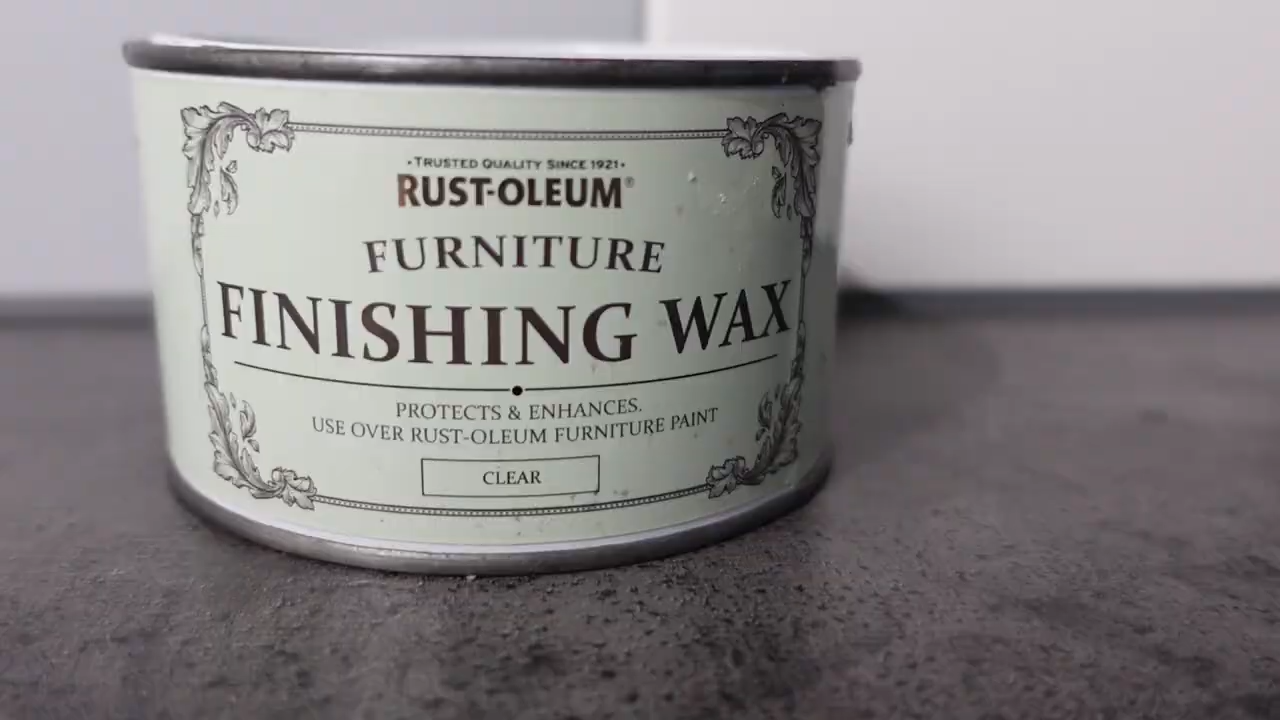 •TRUSTED QUALITY SINCE 1921•
RUST-OLEUM®
FURNITURE
FINISHING WAX
PROTECTS & ENHANCES.
USE OVER RUST-OLEUM FURNITURE PAINT
CLEAR